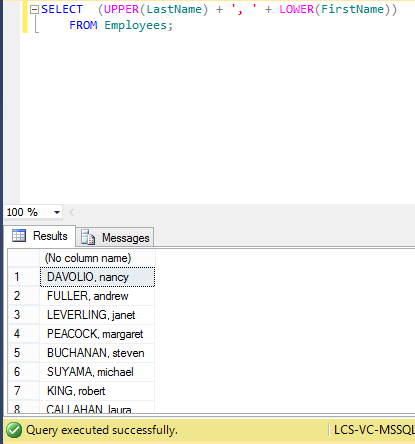 SELECT (UPPER(LastName) + ', ' + LOWER(FirstName))
FROM Employees;
100 %
Results Messages
(No column name)
1 DAVOLIO, nancy
2 FULLER, andrew
3 LEVERLING, janet
4 PEACOCK, margaret
5 BUCHANAN, steven
6 SUYAMA, michael
7 KING, robert
8 CALLAHAN, laura
Query executed successfully. LCS-VC-MSSQL